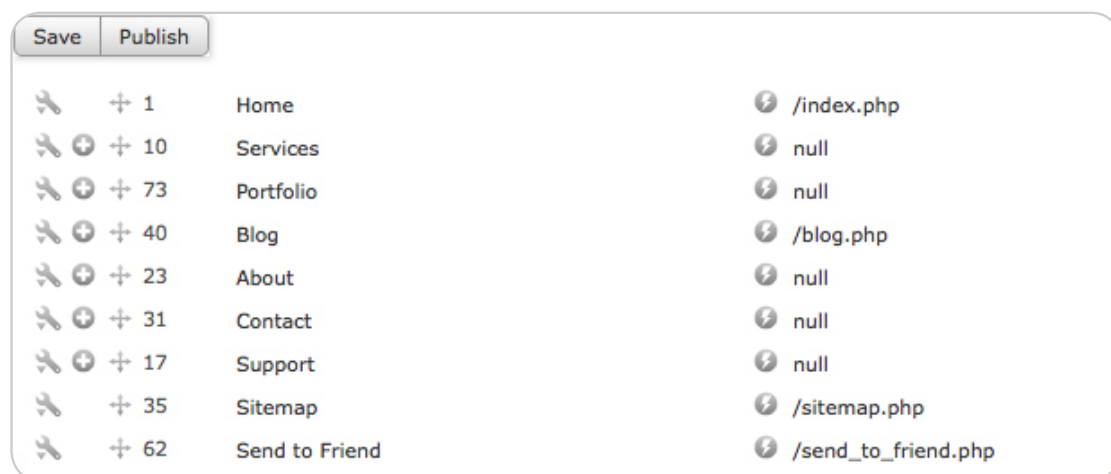 Save Publish
1 Home /index.php
10 Services null
73 Portfolio null
40 Blog /blog.php
23 About null
31 Contact null
17 Support null
35 Sitemap /sitemap.php
62 Send to Friend /send_to_friend.php